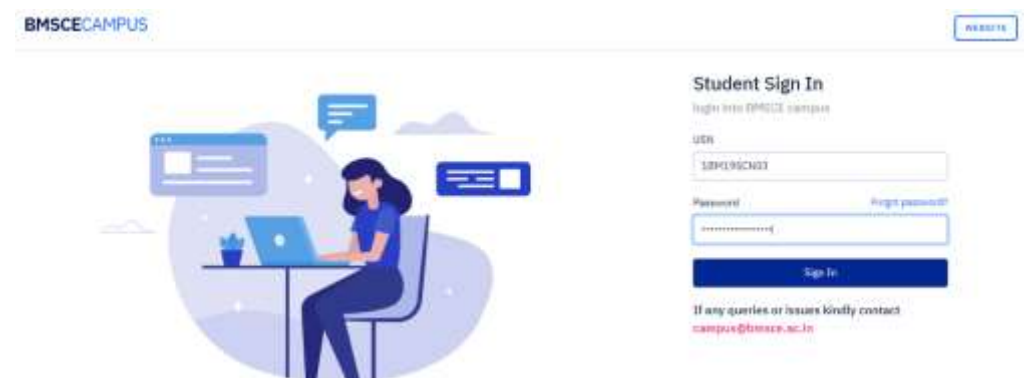 BMSCECAMPUS
WEBSITE
Student Sign In
login into BMSCE campus
USN
Password
Forgot password?
Sign In
If any queries or issues kindly contact
campus@bmsce.ac.in